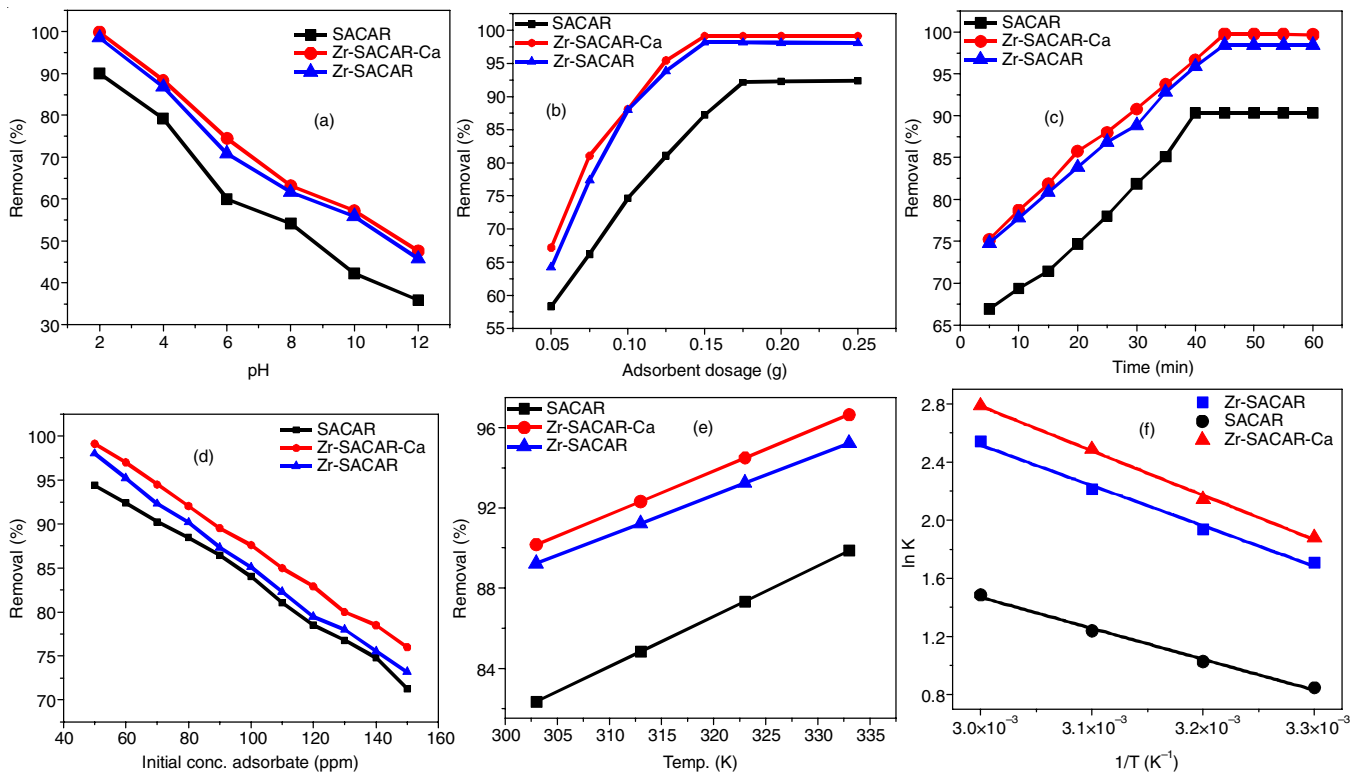 SACAR
Zr-SACAR-Ca
Zr-SACAR
(a)
100
90
80
70
60
50
40
30
2 4 6 8 10 12
Removal (%)
pH
SACAR
Zr-SACAR-Ca
Zr-SACAR
(b)
100
95
90
85
80
75
70
65
60
55
0.05 0.10 0.15 0.20 0.25
Removal (%)
Adsorbent dosage (g)
SACAR
Zr-SACAR-Ca
Zr-SACAR
(c)
100
95
90
85
80
75
70
65
0 10 20 30 40 50 60
Removal (%)
Time (min)
SACAR
Zr-SACAR-Ca
Zr-SACAR
(d)
100
95
90
85
80
75
70
40 60 80 100 120 140 160
Removal (%)
Initial conc. adsorbate (ppm)
SACAR
Zr-SACAR-Ca
Zr-SACAR
(e)
96
92
88
84
300 305 310 315 320 325 330 335
Removal (%)
Temp. (K)
Zr-SACAR
SACAR
Zr-SACAR-Ca
(f)
2.8
2.4
2.0
1.6
1.2
0.8
3.0×10⁻³ 3.1×10⁻³ 3.2×10⁻³ 3.3×10⁻³
ln K
1/T (K⁻¹)